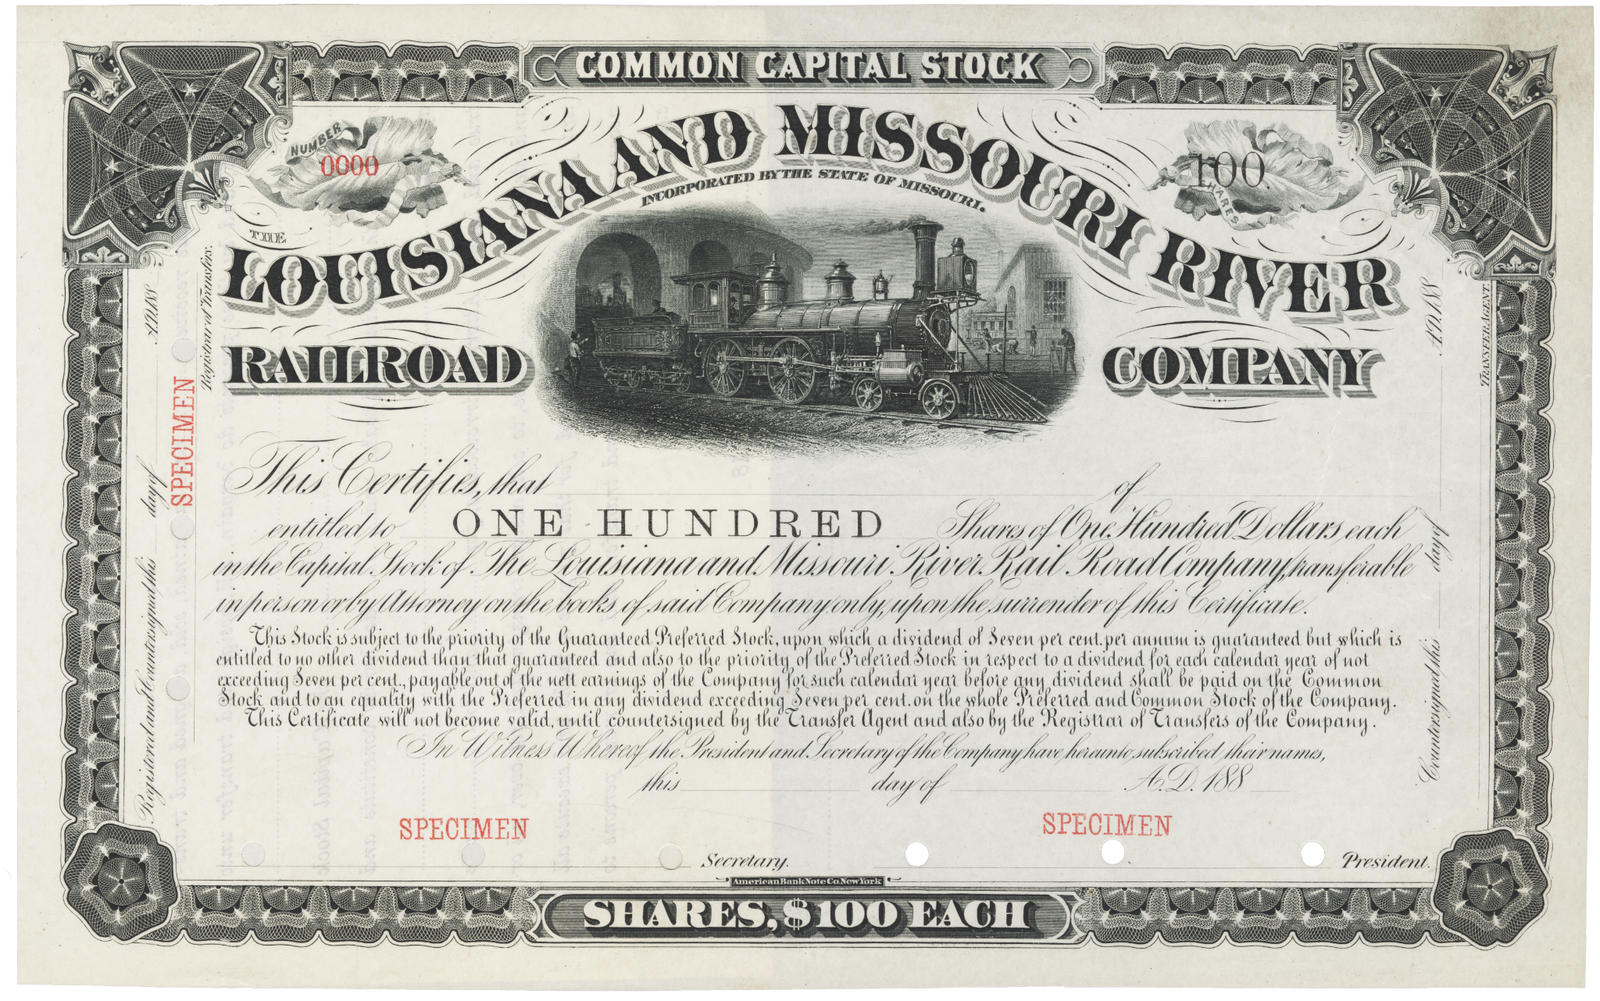 COMMON CAPITAL STOCK
NUMBER
0000
100
SHARES
THE
LOUISIANA AND MISSOURI RIVER
INCORPORATED BY THE STATE OF MISSOURI.
RAILROAD COMPANY
This Certifies, that of
entitled to ONE HUNDRED Shares of One Hundred Dollars each
in the Capital Stock of The Louisiana and Missouri River Rail Road Company, transferable
in person or by Attorney on the books of said Company only, upon the surrender of this Certificate.
This Stock is subject to the priority of the Guaranteed Preferred Stock, upon which a dividend of Seven per cent. per annum is guaranteed but which is
entitled to no other dividend than that guaranteed and also to the priority of the Preferred Stock in respect to a dividend for each calendar year of not
exceeding Seven per cent., payable out of the nett earnings of the Company for such calendar year before any dividend shall be paid on the Common
Stock and to an equality with the Preferred in any dividend exceeding Seven per cent. on the whole Preferred and Common Stock of the Company.
This Certificate will not become valid, until countersigned by the Transfer Agent and also by the Registrar of Transfers of the Company.
In Witness Whereof the President and Secretary of the Company have hereunto subscribed their names,
this day of A.D. 188
SPECIMEN SPECIMEN
Secretary. President.
American Bank Note Co. New York
SHARES, $100 EACH
Registered and Countersigned this day of A.D. 188
SPECIMEN
Registrar of Transfers.
Countersigned this day of A.D. 188
TRANSFER AGENT